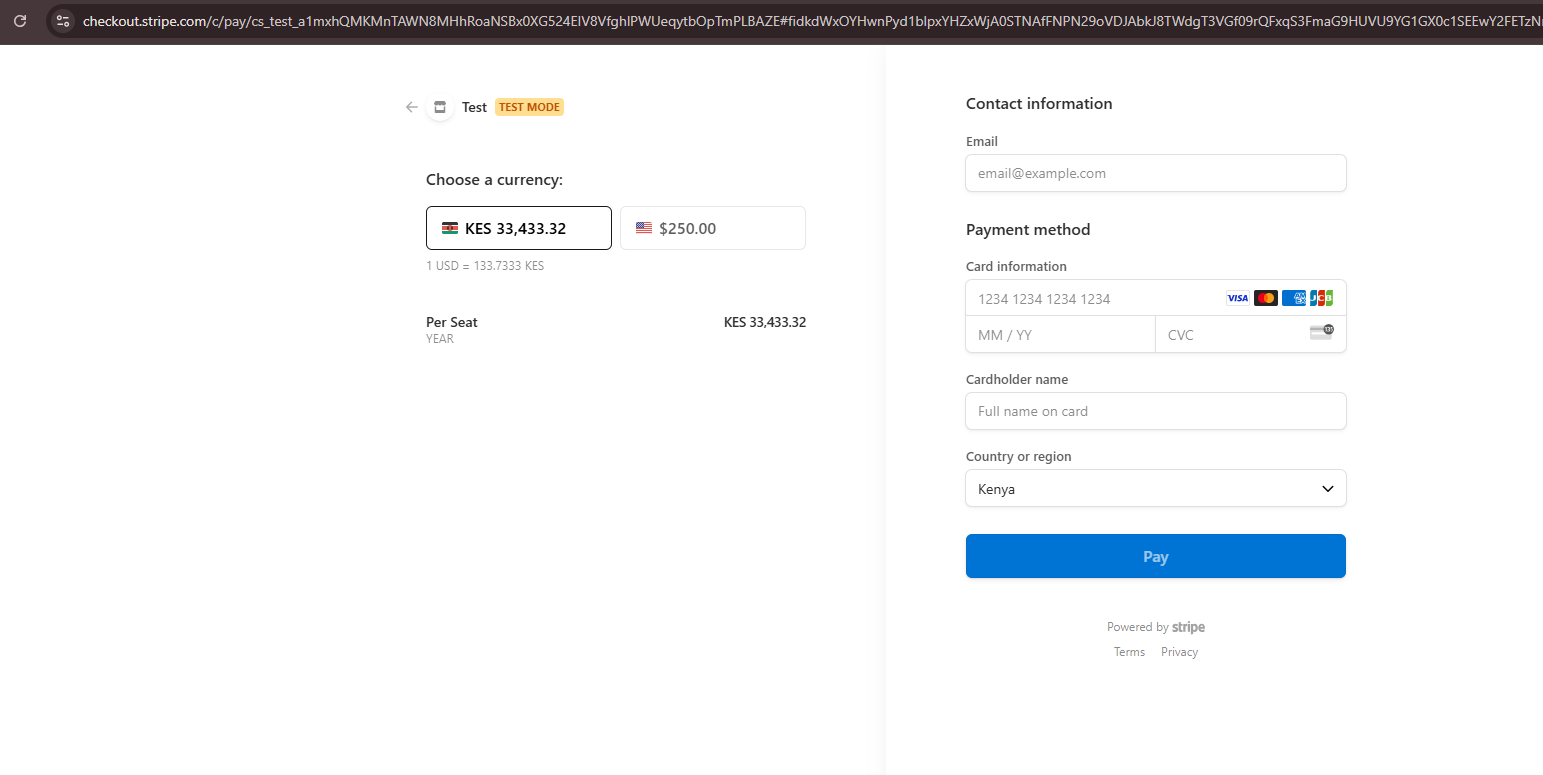 checkout.stripe.com/c/pay/cs_test_a1mxhQMKMnTAWN8MHhRoaNSBx0XG524EIV8VfghlPWUeqytbOpTmPLBAZE#fidkdWxOYHwnPyd1blpxYHZxWjA0STNAfFNPN29oVDJAbkJ8TWdgT3VGf09rQFxqS3FmaG9HUVU9YG1GX0c1SEEwY2FETzN
Test TEST MODE
Choose a currency:
KES 33,433.32 $250.00
1 USD = 133.7333 KES
Per Seat KES 33,433.32
YEAR
Contact information
Email
email@example.com
Payment method
Card information
1234 1234 1234 1234 VISA
MM / YY CVC
Cardholder name
Full name on card
Country or region
Kenya
Pay
Powered by stripe
Terms Privacy